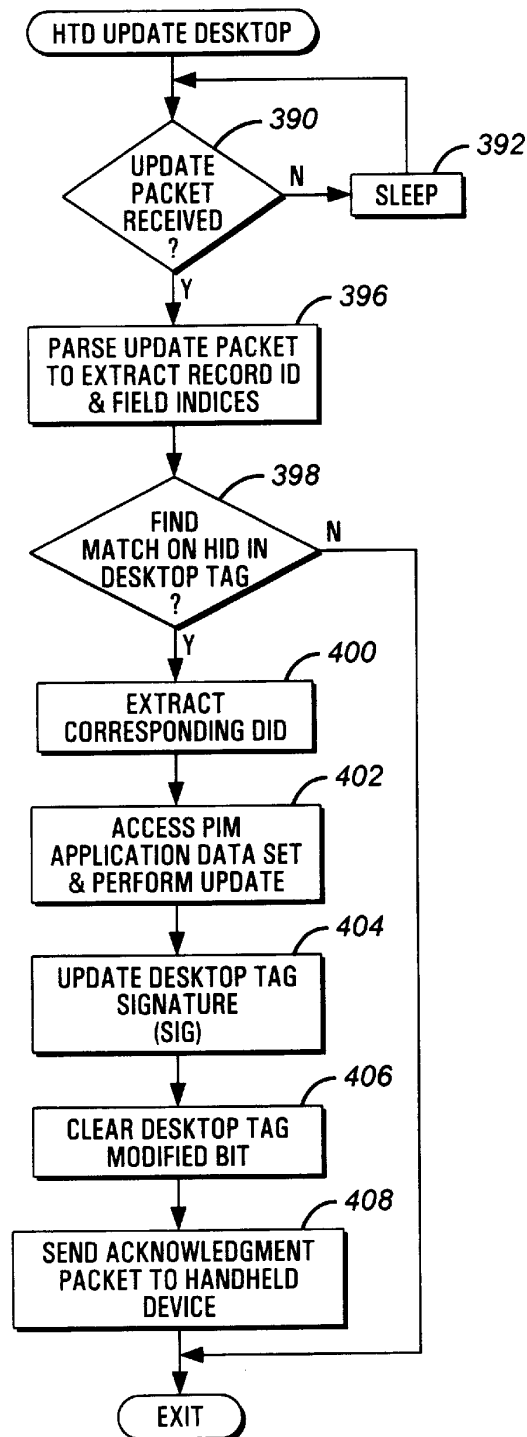 HTD UPDATE DESKTOP
390
UPDATE
PACKET
RECEIVED
?
N
392
SLEEP
Y
396
PARSE UPDATE PACKET
TO EXTRACT RECORD ID
& FIELD INDICES
398
FIND
MATCH ON HID IN
DESKTOP TAG
?
N
Y
400
EXTRACT
CORRESPONDING DID
402
ACCESS PIM
APPLICATION DATA SET
& PERFORM UPDATE
404
UPDATE DESKTOP TAG
SIGNATURE
(SIG)
406
CLEAR DESKTOP TAG
MODIFIED BIT
408
SEND ACKNOWLEDGMENT
PACKET TO HANDHELD
DEVICE
EXIT